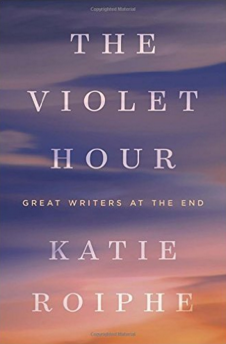 THE
VIOLET
HOUR
GREAT WRITERS AT THE END
KATIE
ROIPHE